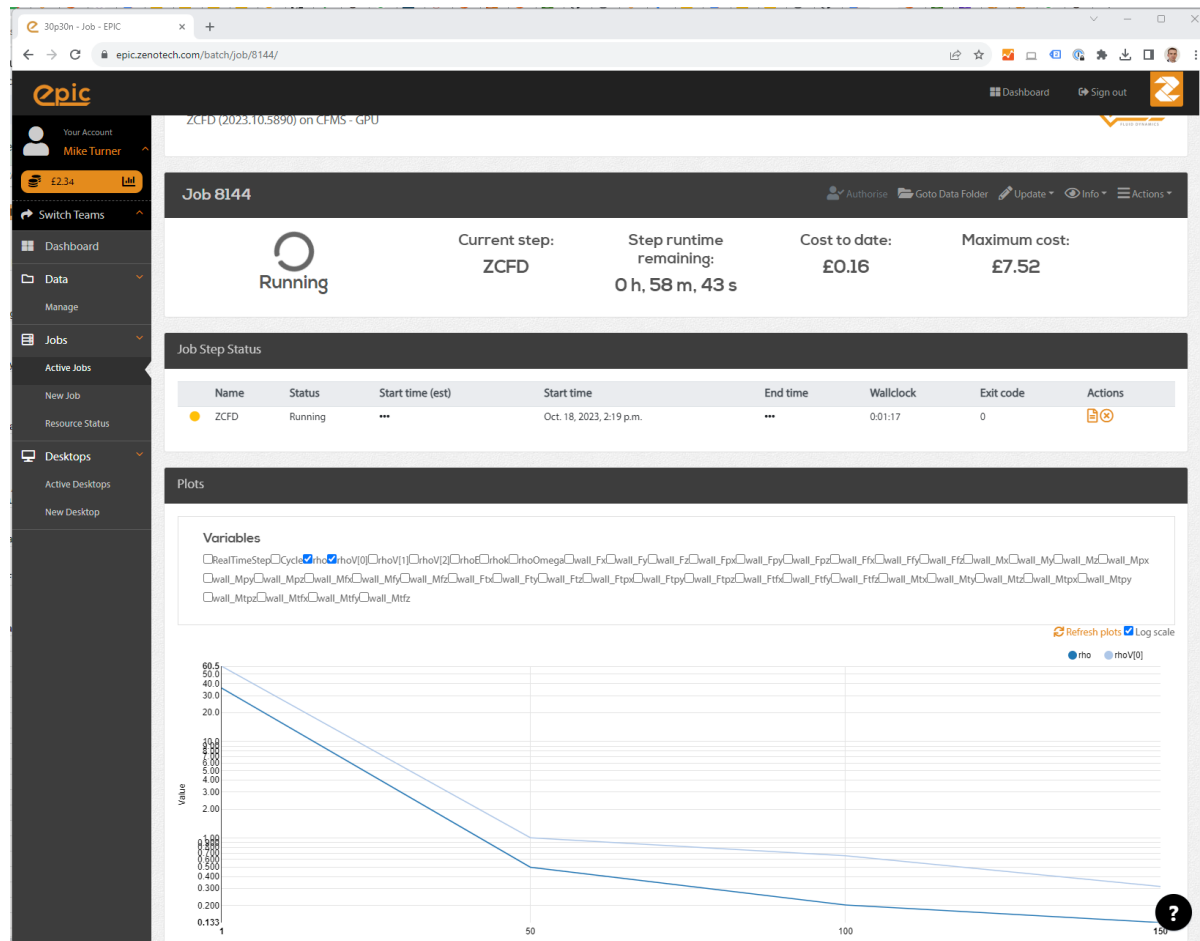 30p30n - Job - EPIC
epic.zenotech.com/batch/job/8144/
epic
Dashboard
Sign out
Your Account
Mike Turner
£2.34
Switch Teams
Dashboard
Data
Manage
Jobs
Active Jobs
New Job
Resource Status
Desktops
Active Desktops
New Desktop
ZCFD (2023.10.5890) on CFMS - GPU
FLUID DYNAMICS
Job 8144
Authorise Goto Data Folder Update Info Actions
Running
Current step:
ZCFD
Step runtime
remaining:
0 h, 58 m, 43 s
Cost to date:
£0.16
Maximum cost:
£7.52
Job Step Status
Name Status Start time (est) Start time End time Wallclock Exit code Actions
ZCFD Running ••• Oct. 18, 2023, 2:19 p.m. ••• 0:01:17 0
Plots
Variables
RealTimeStep Cycle rho rhoV[0] rhoV[1] rhoV[2] rhoE rhok rhoOmega wall_Fx wall_Fy wall_Fz wall_Fpx wall_Fpy wall_Fpz wall_Ffx wall_Ffy wall_Ffz wall_Mx wall_My wall_Mz wall_Mpx
wall_Mpy wall_Mpz wall_Mfx wall_Mfy wall_Mfz wall_Ftx wall_Fty wall_Ftz wall_Ftpx wall_Ftpy wall_Ftpz wall_Ftfx wall_Ftfy wall_Ftfz wall_Mtx wall_Mty wall_Mtz wall_Mtpx wall_Mtpy
wall_Mtpz wall_Mtfx wall_Mtfy wall_Mtfz
Refresh plots Log scale
rho rhoV[0]
60.5
50.0
40.0
30.0
20.0
10.0
6.00
5.00
4.00
3.00
2.00
1.00
0.600
0.500
0.400
0.300
0.200
0.133
Value
1 50 100 150
?